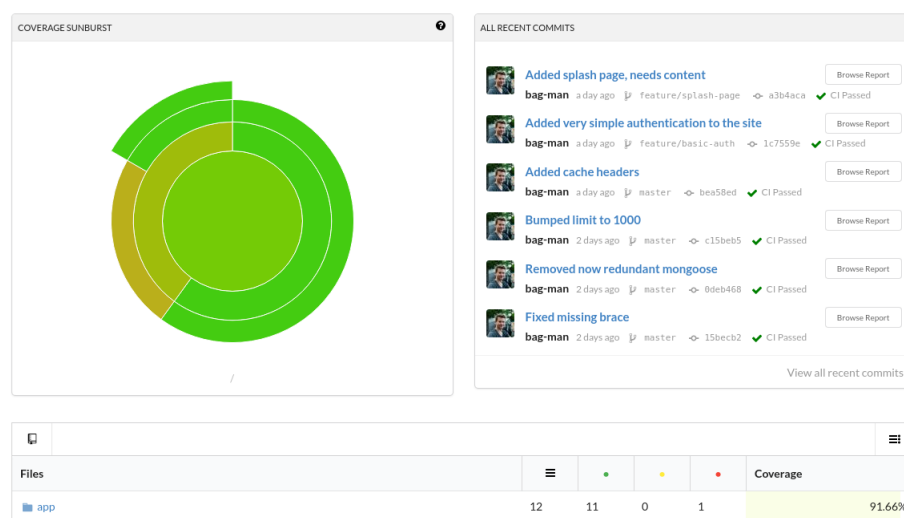 COVERAGE SUNBURST
/
ALL RECENT COMMITS
Added splash page, needs content
Browse Report
bag-man a day ago feature/splash-page a3b4aca CI Passed
Added very simple authentication to the site
Browse Report
bag-man a day ago feature/basic-auth 1c7559e CI Passed
Added cache headers
Browse Report
bag-man a day ago master bea58ed CI Passed
Bumped limit to 1000
Browse Report
bag-man 2 days ago master c15beb5 CI Passed
Removed now redundant mongoose
Browse Report
bag-man 2 days ago master 0deb468 CI Passed
Fixed missing brace
Browse Report
bag-man 2 days ago master 15becb2 CI Passed
View all recent commits
Files Coverage
app 12 11 0 1 91.66%